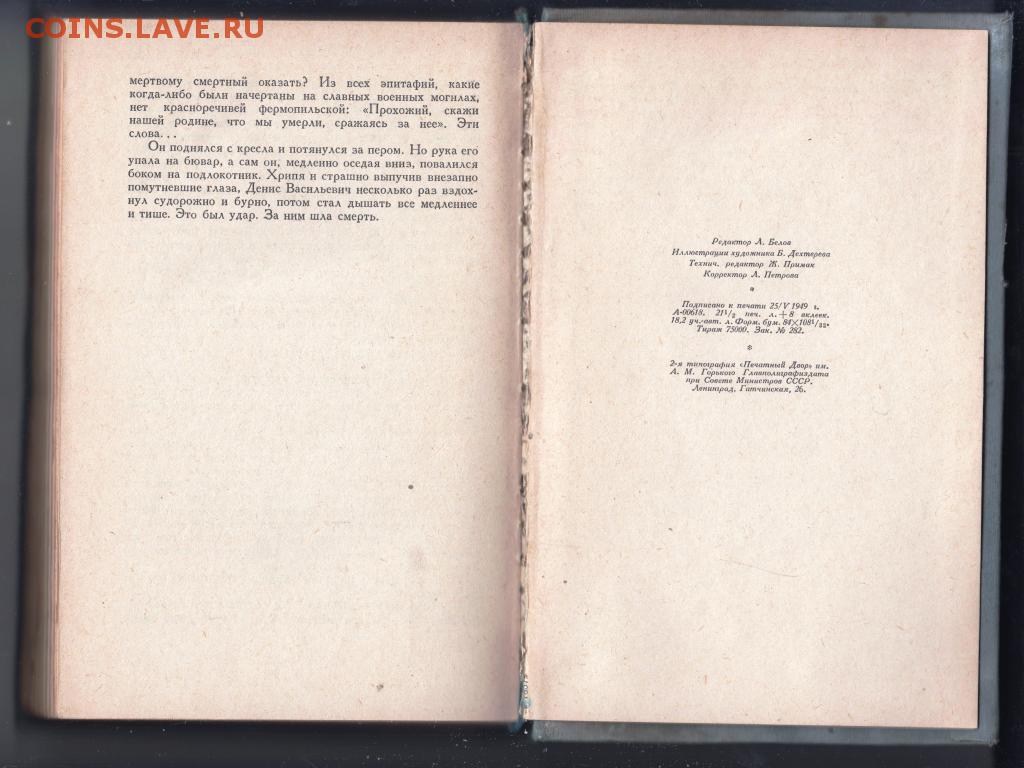 COINS.LAVE.RU
мертвому смертный оказать? Из всех эпитафий, какие
когда-либо были начертаны на славных военных могилах,
нет красноречивей фермопильской: «Прохожий, скажи
нашей родине, что мы умерли, сражаясь за нее». Эти
слова...
Он поднялся с кресла и потянулся за пером. Но рука его
упала на бювар, а сам он, медленно оседая вниз, повалился
боком на подлокотник. Хрипя и страшно выпучив внезапно
помутневшие глаза, Денис Васильевич несколько раз вздох-
нул судорожно и бурно, потом стал дышать все медленнее
и тише. Это был удар. За ним шла смерть.
Редактор Л. Белов
Иллюстрации художника Б. Дехтерева
Технич. редактор Ж. Примак
Корректор Л. Петрова
*
Подписано к печати 25/V 1949 г.
А-00618. 21¹/₂ печ. л. + 8 вклеек.
18,2 уч.-авт. л. Форм. бум. 84×108¹/₃₂.
Тираж 75000. Зак. № 282.
*
2-я типография «Печатный Двор» им.
А. М. Горького Главполиграфиздата
при Совете Министров СССР.
Ленинград, Гатчинская, 26.